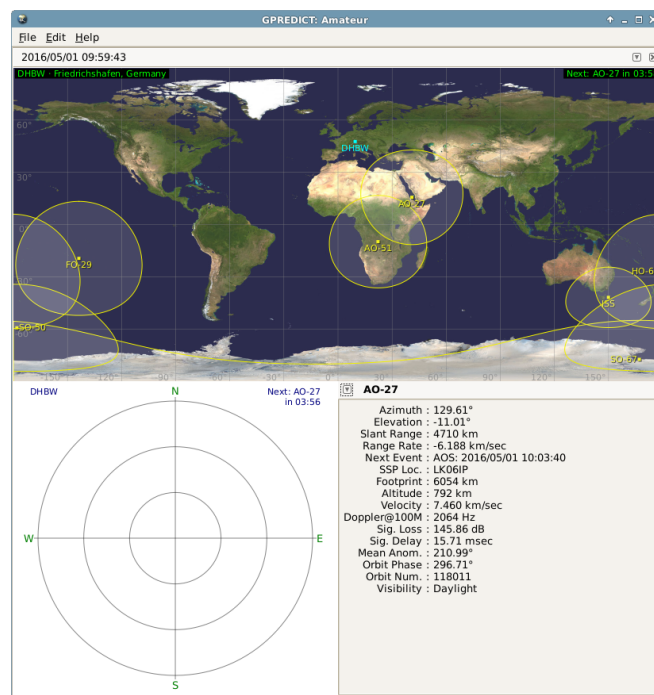 GPREDICT: Amateur
File Edit Help
2016/05/01 09:59:43
DHBW - Friedrichshafen, Germany
Next: AO-27 in 03:5
60°
DHBW
30°
AO-27
0°
AO-51
FO-29
HO-6
30°
ISS
SO-50
60°
SO-67
150° 120° 90° 60° 30° 0° 30° 60° 90° 120° 150°
DHBW
N
Next: AO-27
in 03:56
W
E
S
AO-27
Azimuth : 129.61°
Elevation : -11.01°
Slant Range : 4710 km
Range Rate : -6.188 km/sec
Next Event : AOS: 2016/05/01 10:03:40
SSP Loc. : LK06IP
Footprint : 6054 km
Altitude : 792 km
Velocity : 7.460 km/sec
Doppler@100M : 2064 Hz
Sig. Loss : 145.86 dB
Sig. Delay : 15.71 msec
Mean Anom. : 210.99°
Orbit Phase : 296.71°
Orbit Num. : 118011
Visibility : Daylight